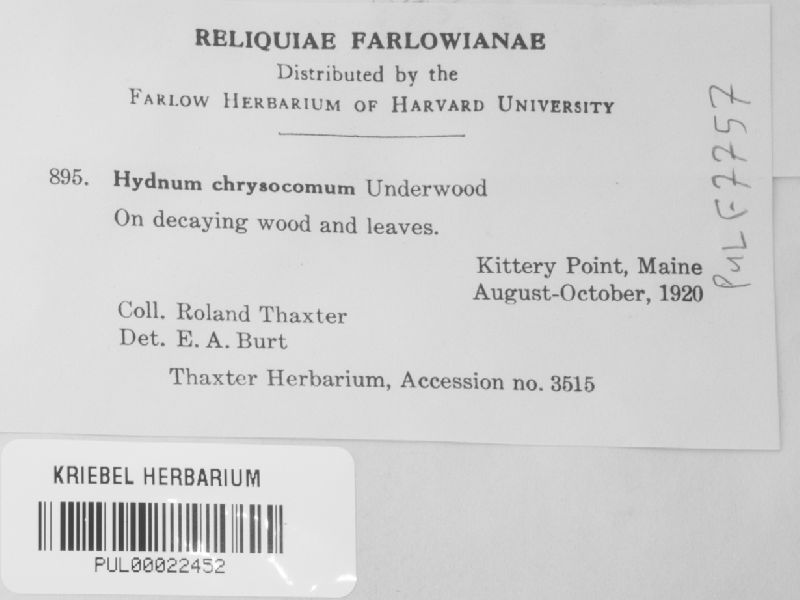 RELIQUIAE FARLOWIANAE
Distributed by the
FARLOW HERBARIUM OF HARVARD UNIVERSITY
895. Hydnum chrysocomum Underwood
On decaying wood and leaves.
Kittery Point, Maine
August-October, 1920
Coll. Roland Thaxter
Det. E. A. Burt
Thaxter Herbarium, Accession no. 3515
PUL F7757
KRIEBEL HERBARIUM
PUL00022452